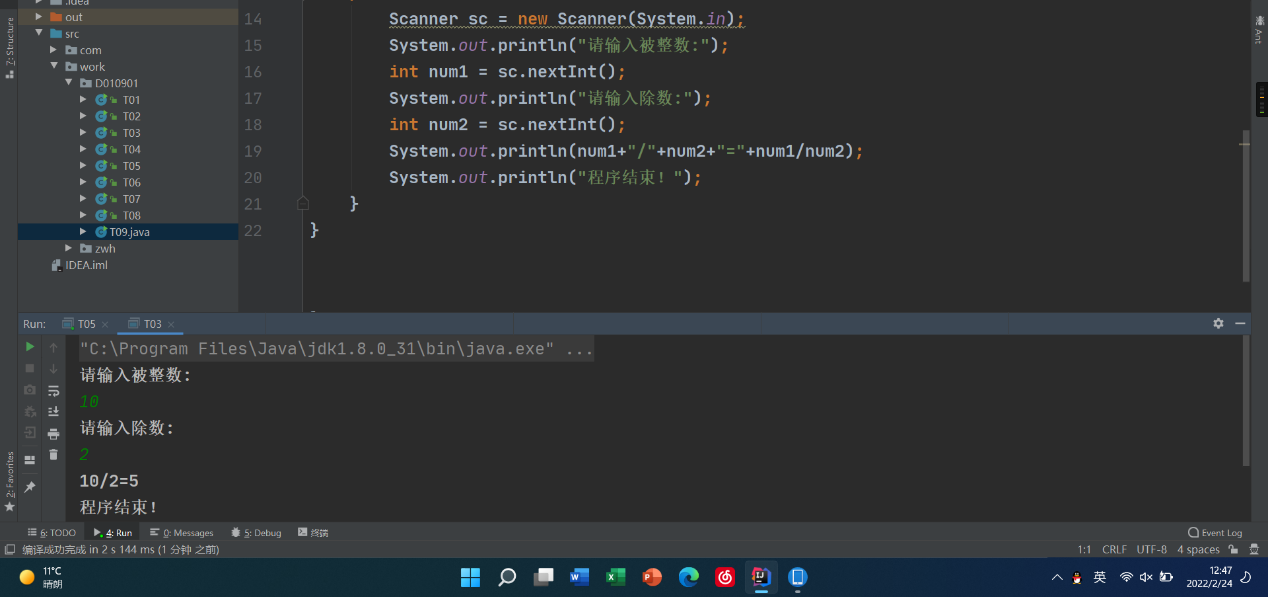 .idea
out
src
com
work
D010901
T01
T02
T03
T04
T05
T06
T07
T08
T09.java
zwh
IDEA.iml
Z: Structure
2: Favorites
Ant
14 Scanner sc = new Scanner(System.in);
15 System.out.println("请输入被整数:");
16 int num1 = sc.nextInt();
17 System.out.println("请输入除数:");
18 int num2 = sc.nextInt();
19 System.out.println(num1+"/"+num2+"="+num1/num2);
20 System.out.println("程序结束!");
21 }
22 }
Run: T05 T03
"C:\Program Files\Java\jdk1.8.0_31\bin\java.exe" ...
请输入被整数:
10
请输入除数:
2
10/2=5
程序结束!
6: TODO 4: Run 0: Messages 5: Debug 终端 Event Log
编译成功完成 in 2 s 144 ms (1 分钟 之前) 1:1 CRLF UTF-8 4 spaces
11°C
晴朗
英
12:47
2022/2/24